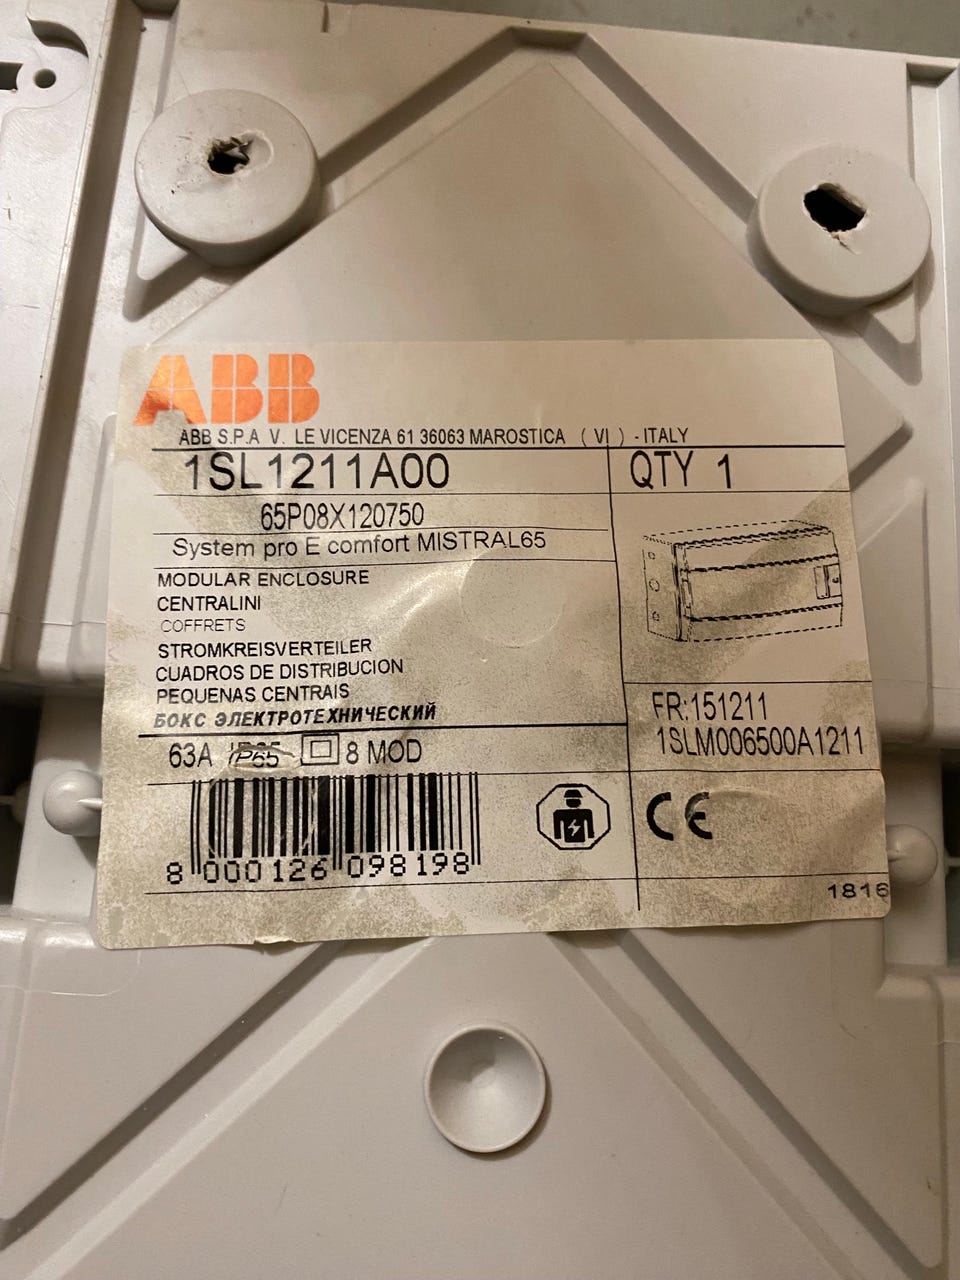 ABB
ABB S.P.A V. LE VICENZA 61 36063 MAROSTICA ( VI ) - ITALY
1SL1211A00
QTY 1
65P08X120750
System pro E comfort MISTRAL65
MODULAR ENCLOSURE
CENTRALINI
COFFRETS
STROMKREISVERTEILER
CUADROS DE DISTRIBUCION
PEQUENAS CENTRAIS
БОКС ЭЛЕКТРОТЕХНИЧЕСКИЙ
FR:151211
1SLM006500A1211
63A IP65 8 MOD
CE
8 000126 098198
1816